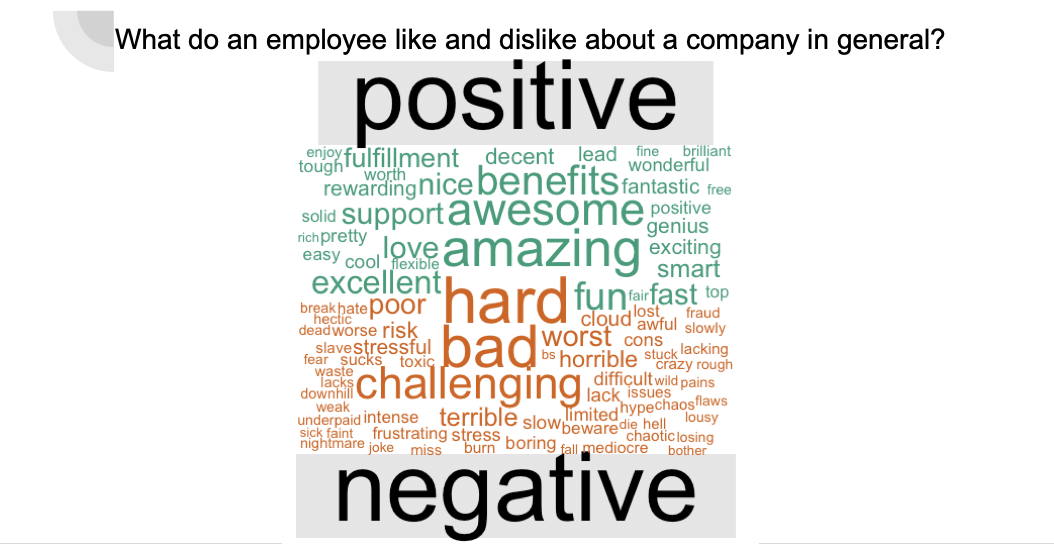 What do an employee like and dislike about a company in general?
positive
enjoy fulfillment decent lead fine brilliant
tough worth wonderful
rewarding nice benefits fantastic free
solid support awesome positive
genius
rich pretty love amazing exciting
easy cool flexible smart
excellent fun fair fast top
break hate poor hard cloud lost fraud
hectic awful slowly
dead worse risk bad worst cons
slave stressful bs horrible stuck lacking
fear sucks toxic crazy rough
waste challenging difficult wild pains
lacks
downhill lack issues
weak limited hype chaos flaws
underpaid intense terrible slow beware die hell lousy
sick faint frustrating stress chaotic losing
nightmare joke miss burn boring fall mediocre bother
negative